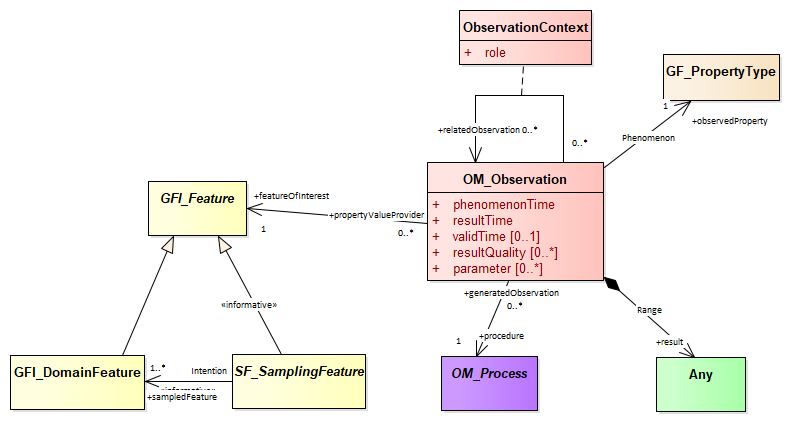 ObservationContext
+ role
GF_PropertyType
1
+observedProperty
+relatedObservation 0..*
0..*
Phenomenon
OM_Observation
+ phenomenonTime
+ resultTime
+ validTime [0..1]
+ resultQuality [0..*]
+ parameter [0..*]
GFI_Feature
+featureOfInterest
+propertyValueProvider
1
0..*
+generatedObservation
0..*
Range
«informative»
1
+procedure
+result
GFI_DomainFeature
1..*
Intention
SF_SamplingFeature
«informative»
+sampledFeature
OM_Process
Any